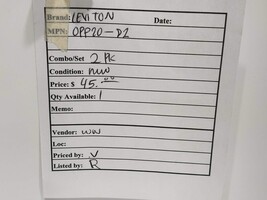 Brand: LEVITON Date:
MPN: OPP20-D2
Combo/Set 2 PK
Condition: NW
Price: $ 45.00
Qty Available: 1
Memo:
Vendor: WW
Loc:
Priced by: V
Listed by: R